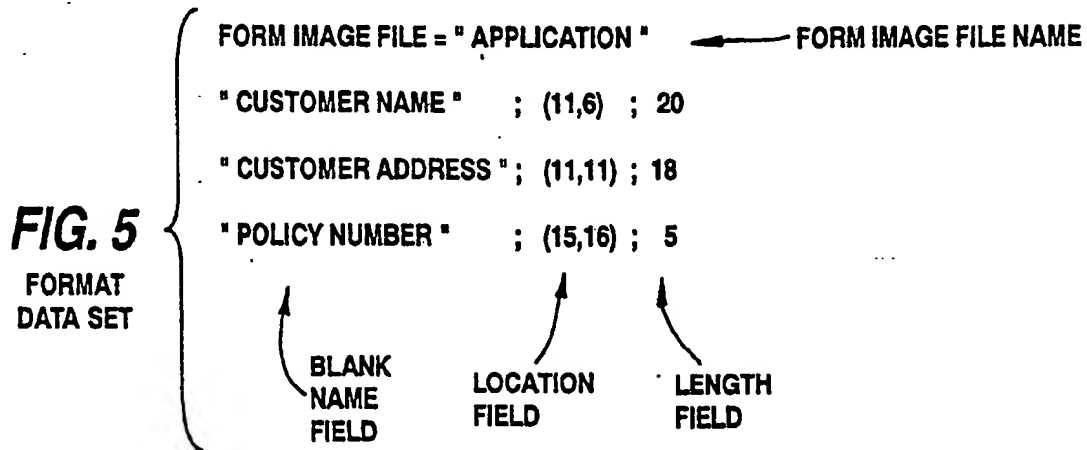 FORM IMAGE FILE = " APPLICATION "
FORM IMAGE FILE NAME
" CUSTOMER NAME " ; (11,6) ; 20
" CUSTOMER ADDRESS " ; (11,11) ; 18
" POLICY NUMBER " ; (15,16) ; 5
FIG. 5
FORMAT
DATA SET
BLANK
NAME
FIELD
LOCATION
FIELD
LENGTH
FIELD